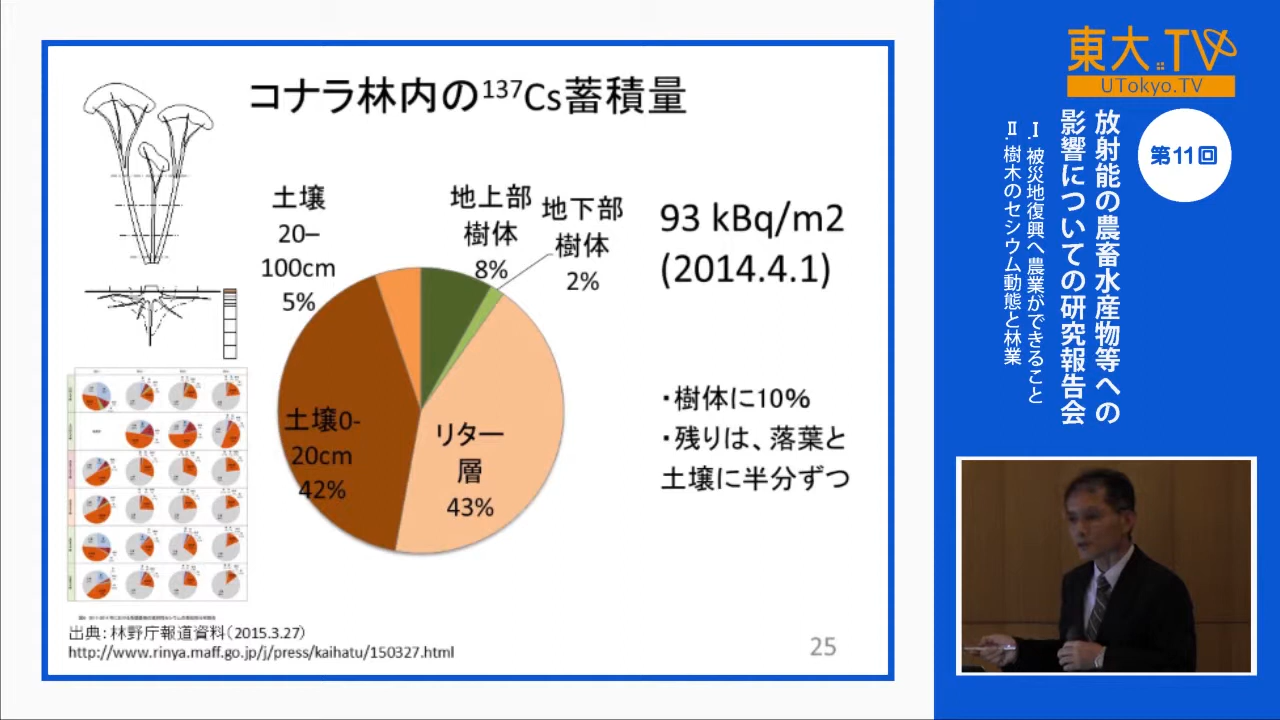 コナラ林内の137Cs蓄積量
土壌
20–
100cm
5%
地上部
樹体
8%
地下部
樹体
2%
93 kBq/m2
(2014.4.1)
土壌0-
20cm
42%
リター
層
43%
・樹体に10%
・残りは、落葉と
土壌に半分ずつ
出典：林野庁報道資料（2015.3.27）
http://www.rinya.maff.go.jp/j/press/kaihatu/150327.html
25
東大.TV
UTokyo.TV
第11回
放射能の農畜水産物等への
影響についての研究報告会
Ⅰ. 被災地復興へ農業ができること
Ⅱ. 樹木のセシウム動態と林業